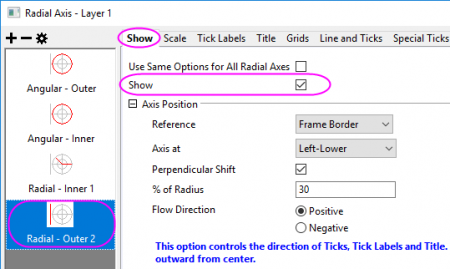 Radial Axis - Layer 1
Show Scale Tick Labels Title Grids Line and Ticks Special Ticks
Angular - Outer
Angular - Inner
Radial - Inner 1
Radial - Outer 2
Use Same Options for All Radial Axes
Show
Axis Position
Reference Frame Border
Axis at Left-Lower
Perpendicular Shift
% of Radius 30
Flow Direction Positive
Negative
This option controls the direction of Ticks, Tick Labels and Title.
outward from center.